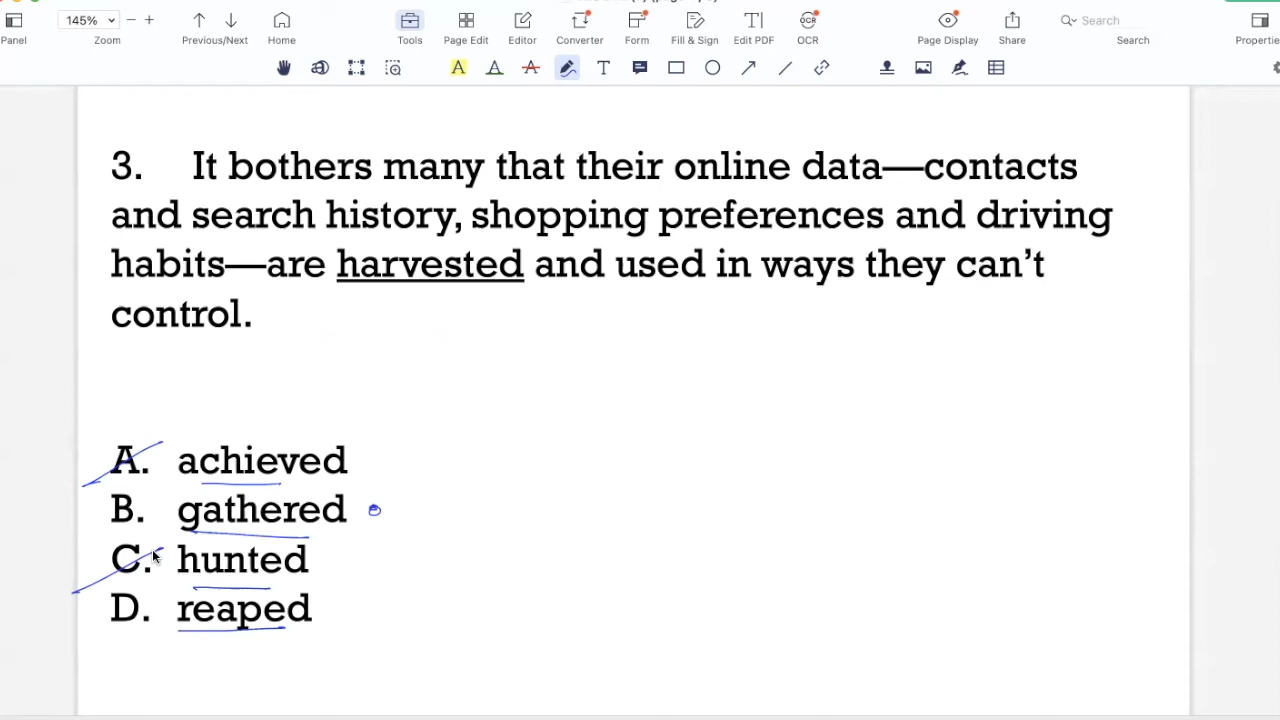 145%
Panel
Zoom
Previous/Next
Home
Tools
Page Edit
Editor
Converter
Form
Fill & Sign
Edit PDF
OCR
OCR
Page Display
Share
Search
Search
3. It bothers many that their online data—contacts
and search history, shopping preferences and driving
habits—are harvested and used in ways they can’t
control.
A. achieved
B. gathered
C. hunted
D. reaped